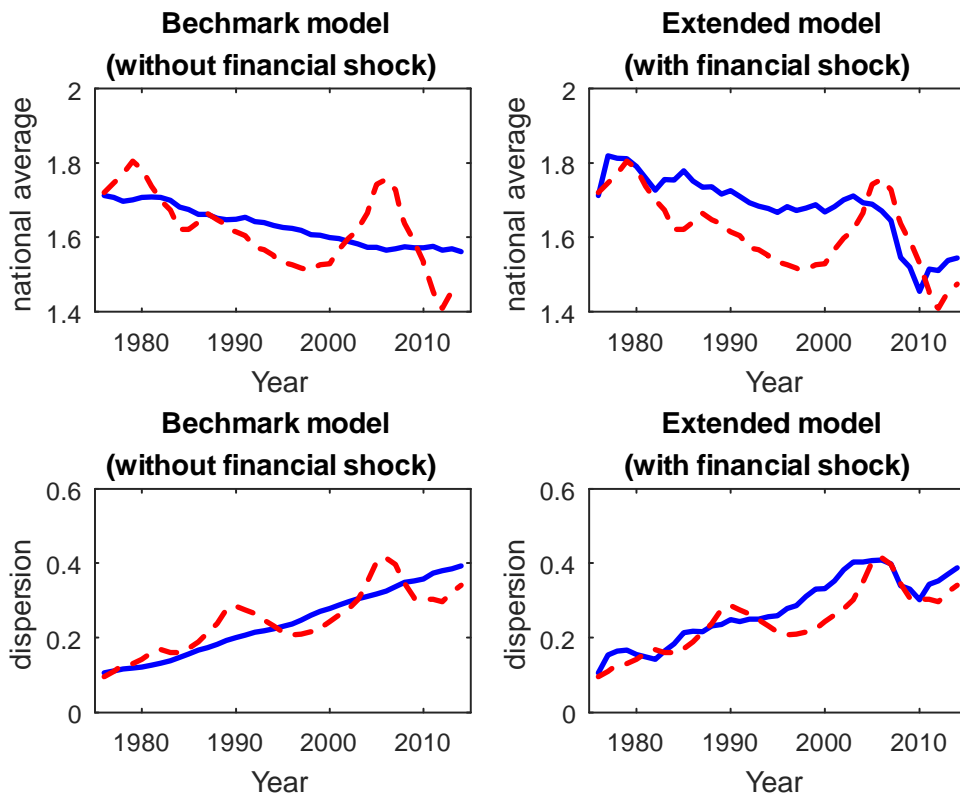 Bechmark model
(without financial shock)
2
1.8
1.6
1.4
national average
1980
1990
2000
2010
Year
Extended model
(with financial shock)
2
1.8
1.6
1.4
national average
1980
1990
2000
2010
Year
Bechmark model
(without financial shock)
0.6
0.4
0.2
0
dispersion
1980
1990
2000
2010
Year
Extended model
(with financial shock)
0.6
0.4
0.2
0
dispersion
1980
1990
2000
2010
Year